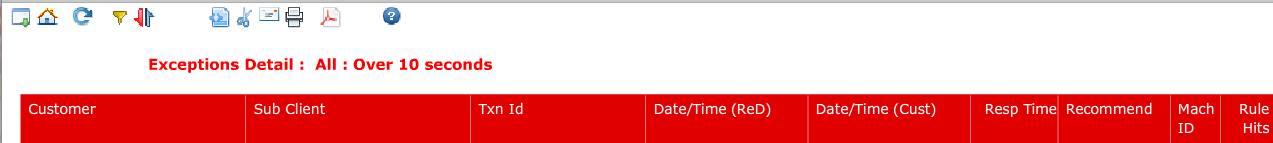 Exceptions Detail :  All : Over 10 seconds
Customer
Sub Client
Txn Id
Date/Time (ReD)
Date/Time (Cust)
Resp Time
Recommend
Mach
ID
Rule
Hits